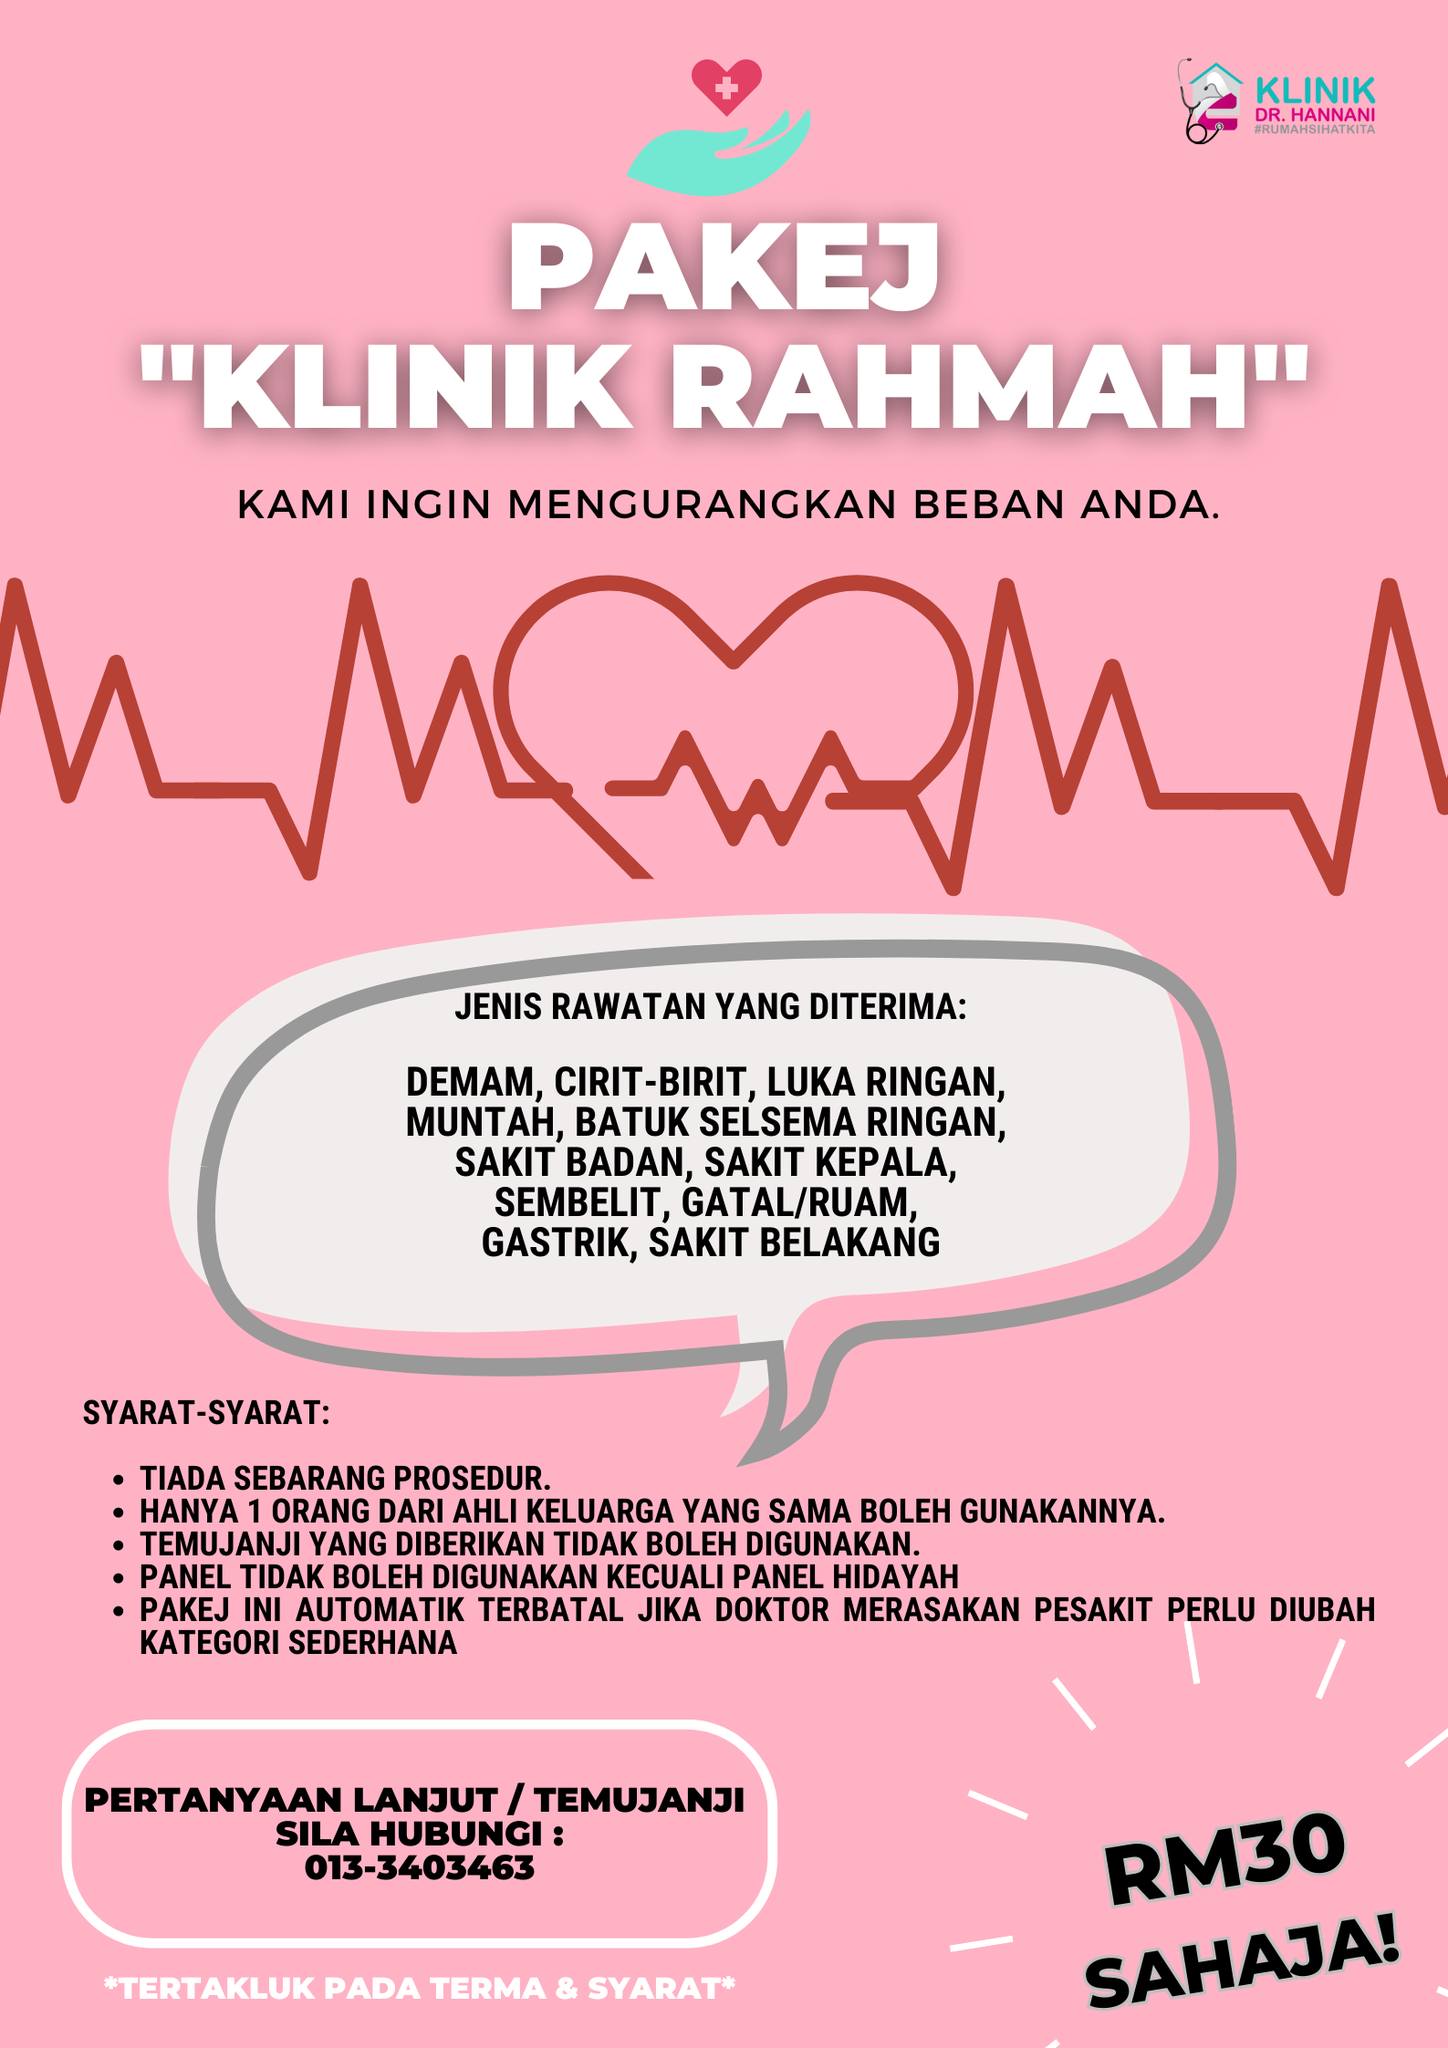 KLINIK
DR. HANNANI
#RUMAHSIHATKITA
PAKEJ
"KLINIK RAHMAH"
KAMI INGIN MENGURANGKAN BEBAN ANDA.
JENIS RAWATAN YANG DITERIMA:
DEMAM, CIRIT-BIRIT, LUKA RINGAN,
MUNTAH, BATUK SELSEMA RINGAN,
SAKIT BADAN, SAKIT KEPALA,
SEMBELIT, GATAL/RUAM,
GASTRIK, SAKIT BELAKANG
SYARAT-SYARAT:
• TIADA SEBARANG PROSEDUR.
• HANYA 1 ORANG DARI AHLI KELUARGA YANG SAMA BOLEH GUNAKANNYA.
• TEMUJANJI YANG DIBERIKAN TIDAK BOLEH DIGUNAKAN.
• PANEL TIDAK BOLEH DIGUNAKAN KECUALI PANEL HIDAYAH
• PAKEJ INI AUTOMATIK TERBATAL JIKA DOKTOR MERASAKAN PESAKIT PERLU DIUBAH
KATEGORI SEDERHANA
PERTANYAAN LANJUT / TEMUJANJI
SILA HUBUNGI :
013-3403463
*TERTAKLUK PADA TERMA & SYARAT*
RM30
SAHAJA!